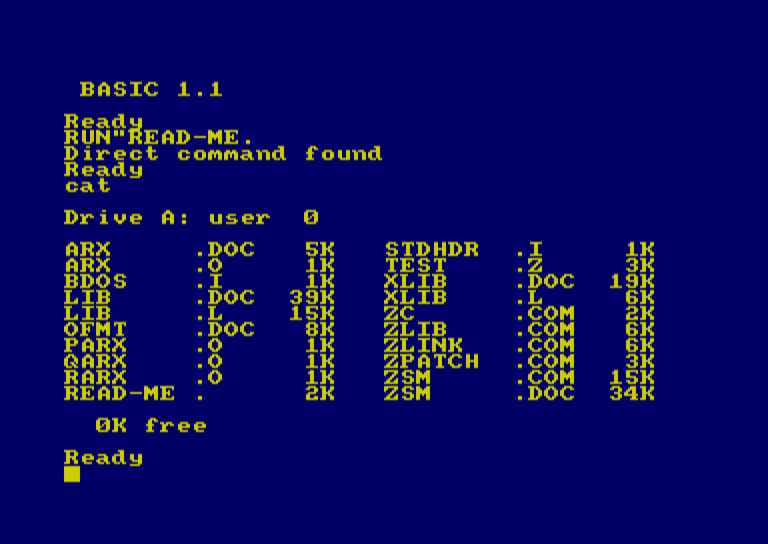 BASIC 1.1
Ready
RUN"READ-ME.
Direct command found
Ready
cat
Drive A: user  0
ARX     .DOC   5K   STDHDR  .I     1K
ARX     .O     1K   TEST    .Z     3K
BDOS    .I     1K   XLIB    .DOC  19K
LIB     .DOC  39K   XLIB    .L     6K
LIB     .L    15K   ZC      .COM   2K
OFMT    .DOC   8K   ZLIB    .COM   6K
PARX    .O     1K   ZLINK   .COM   6K
QARX    .O     1K   ZPATCH  .COM   3K
RARX    .O     1K   ZSM     .COM  15K
READ-ME .      2K   ZSM     .DOC  34K
  0K free
Ready